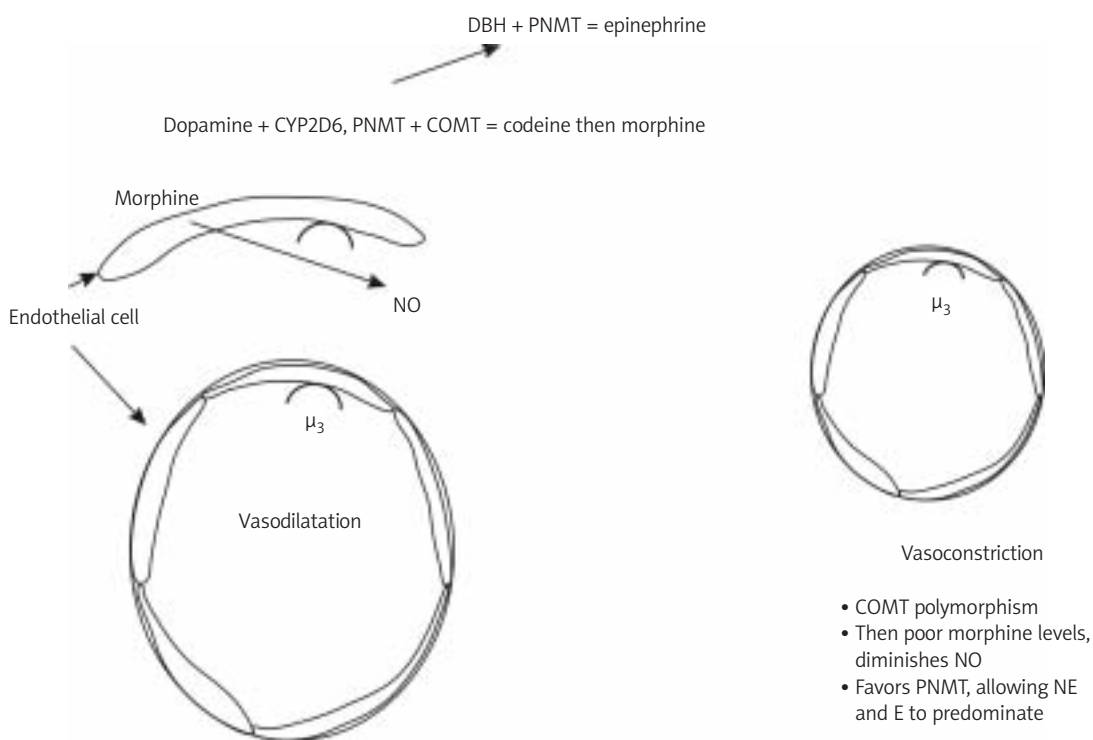 DBH + PNMT = epinephrine
Dopamine + CYP2D6, PNMT + COMT = codeine then morphine
Morphine
NO
Endothelial cell
μ3
Vasodilatation
μ3
Vasoconstriction
• COMT polymorphism
• Then poor morphine levels,
diminishes NO
• Favors PNMT, allowing NE
and E to predominate